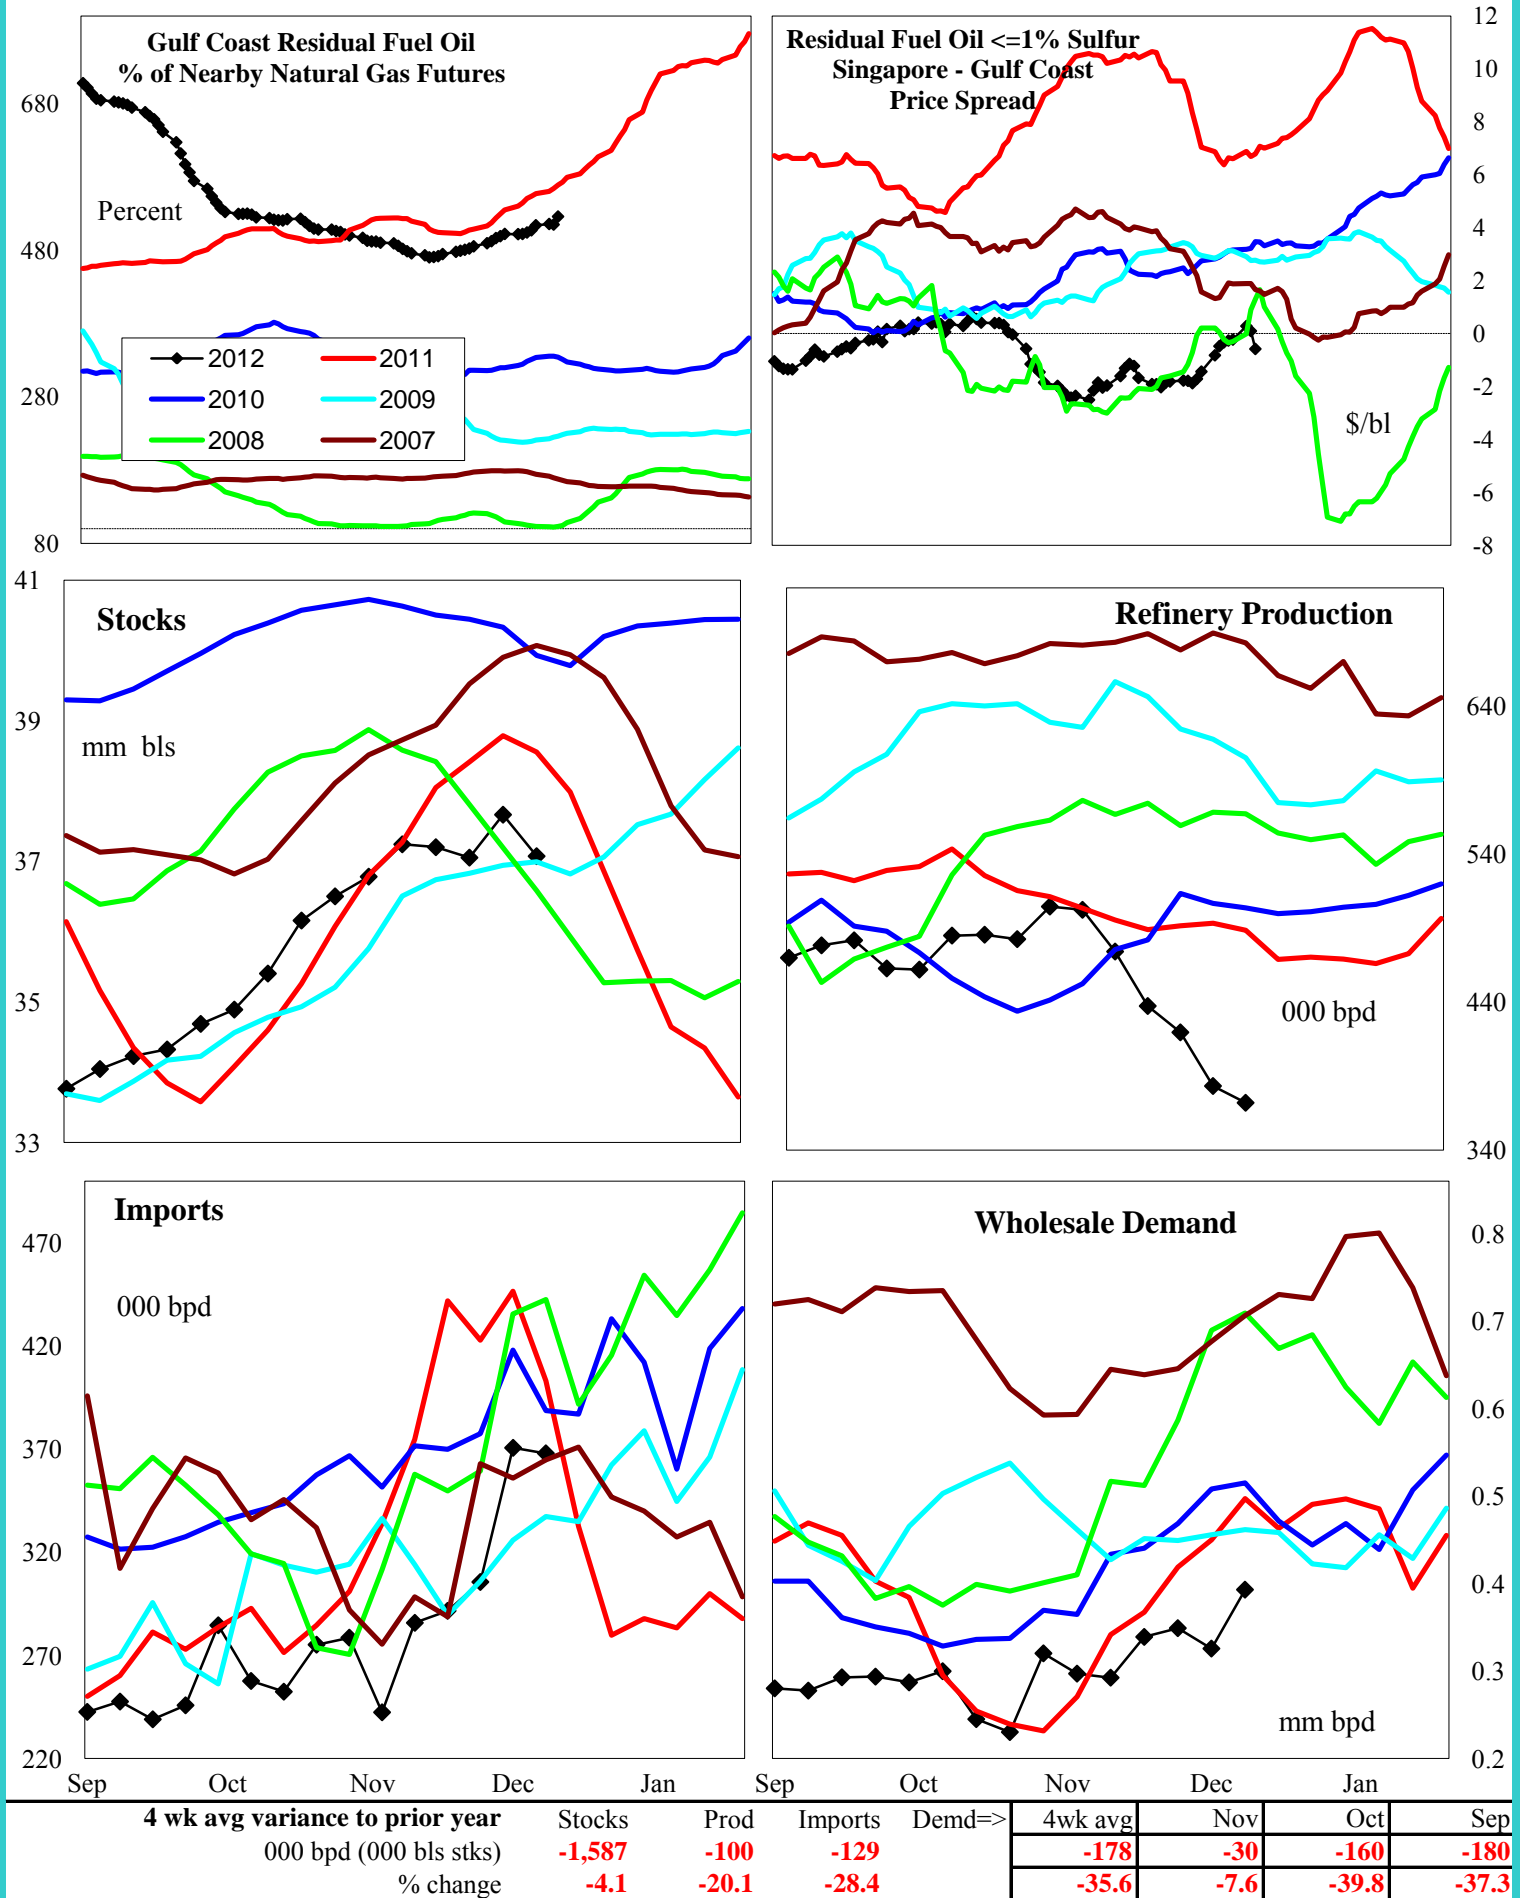 Gulf Coast Residual Fuel Oil
% of Nearby Natural Gas Futures
Percent
680
480
280
80
2012
2011
2010
2009
2008
2007
Residual Fuel Oil <=1% Sulfur
Singapore - Gulf Coast
Price Spread
$/bl
12
10
8
6
4
2
0
-2
-4
-6
-8
Stocks
mm bls
41
39
37
35
33
Refinery Production
000 bpd
640
540
440
340
Imports
000 bpd
470
420
370
320
270
220
Sep Oct Nov Dec Jan
Wholesale Demand
mm bpd
0.8
0.7
0.6
0.5
0.4
0.3
0.2
Sep Oct Nov Dec Jan
4 wk avg variance to prior year Stocks Prod Imports Demd=> 4wk avg Nov Oct Sep
000 bpd (000 bls stks) -1,587 -100 -129 -178 -30 -160 -180
% change -4.1 -20.1 -28.4 -35.6 -7.6 -39.8 -37.3